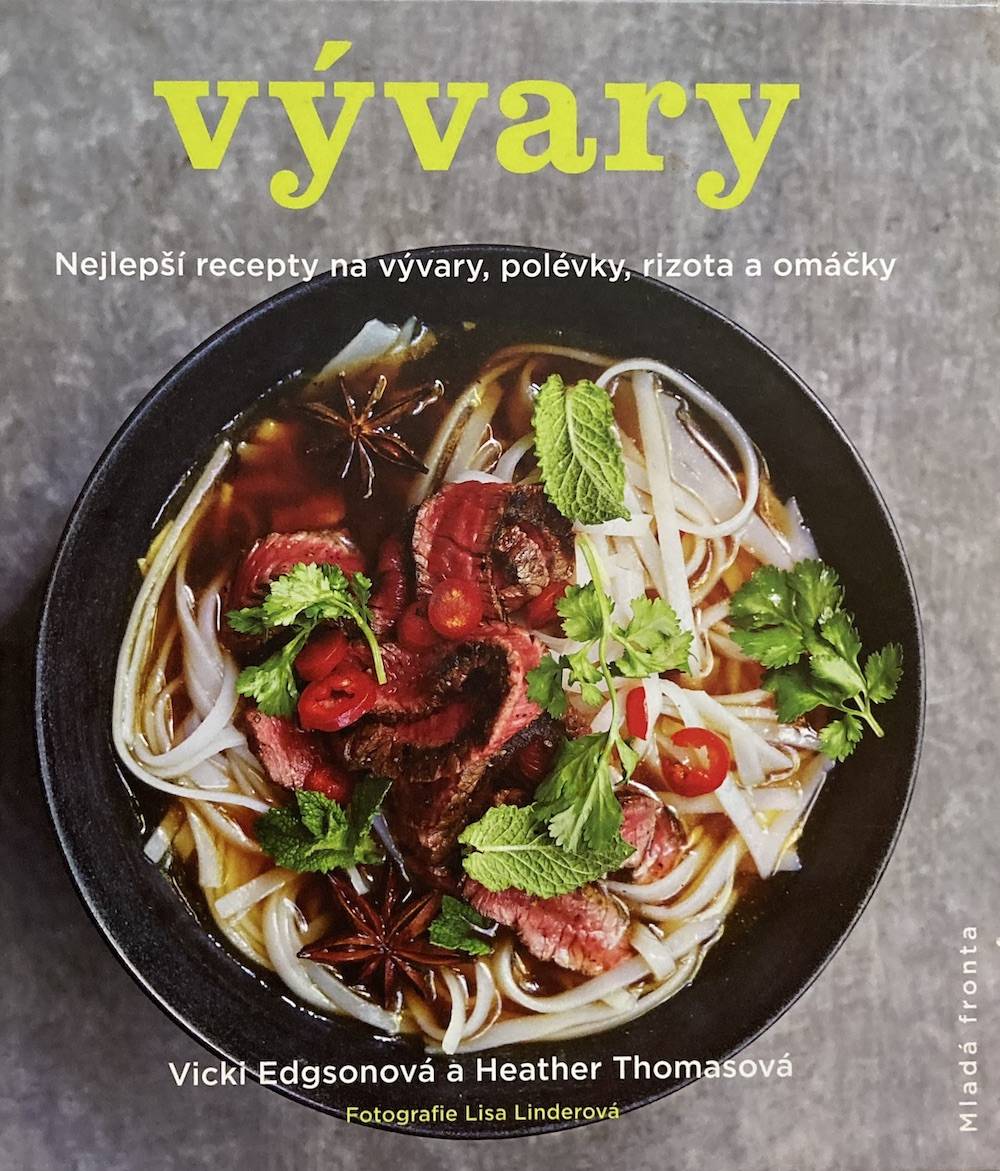 vývary
Nejlepší recepty na vývary, polévky, rizota a omáčky
Vicki Edgsonová a Heather Thomasová
Fotografie Lisa Linderová
Mladá fronta